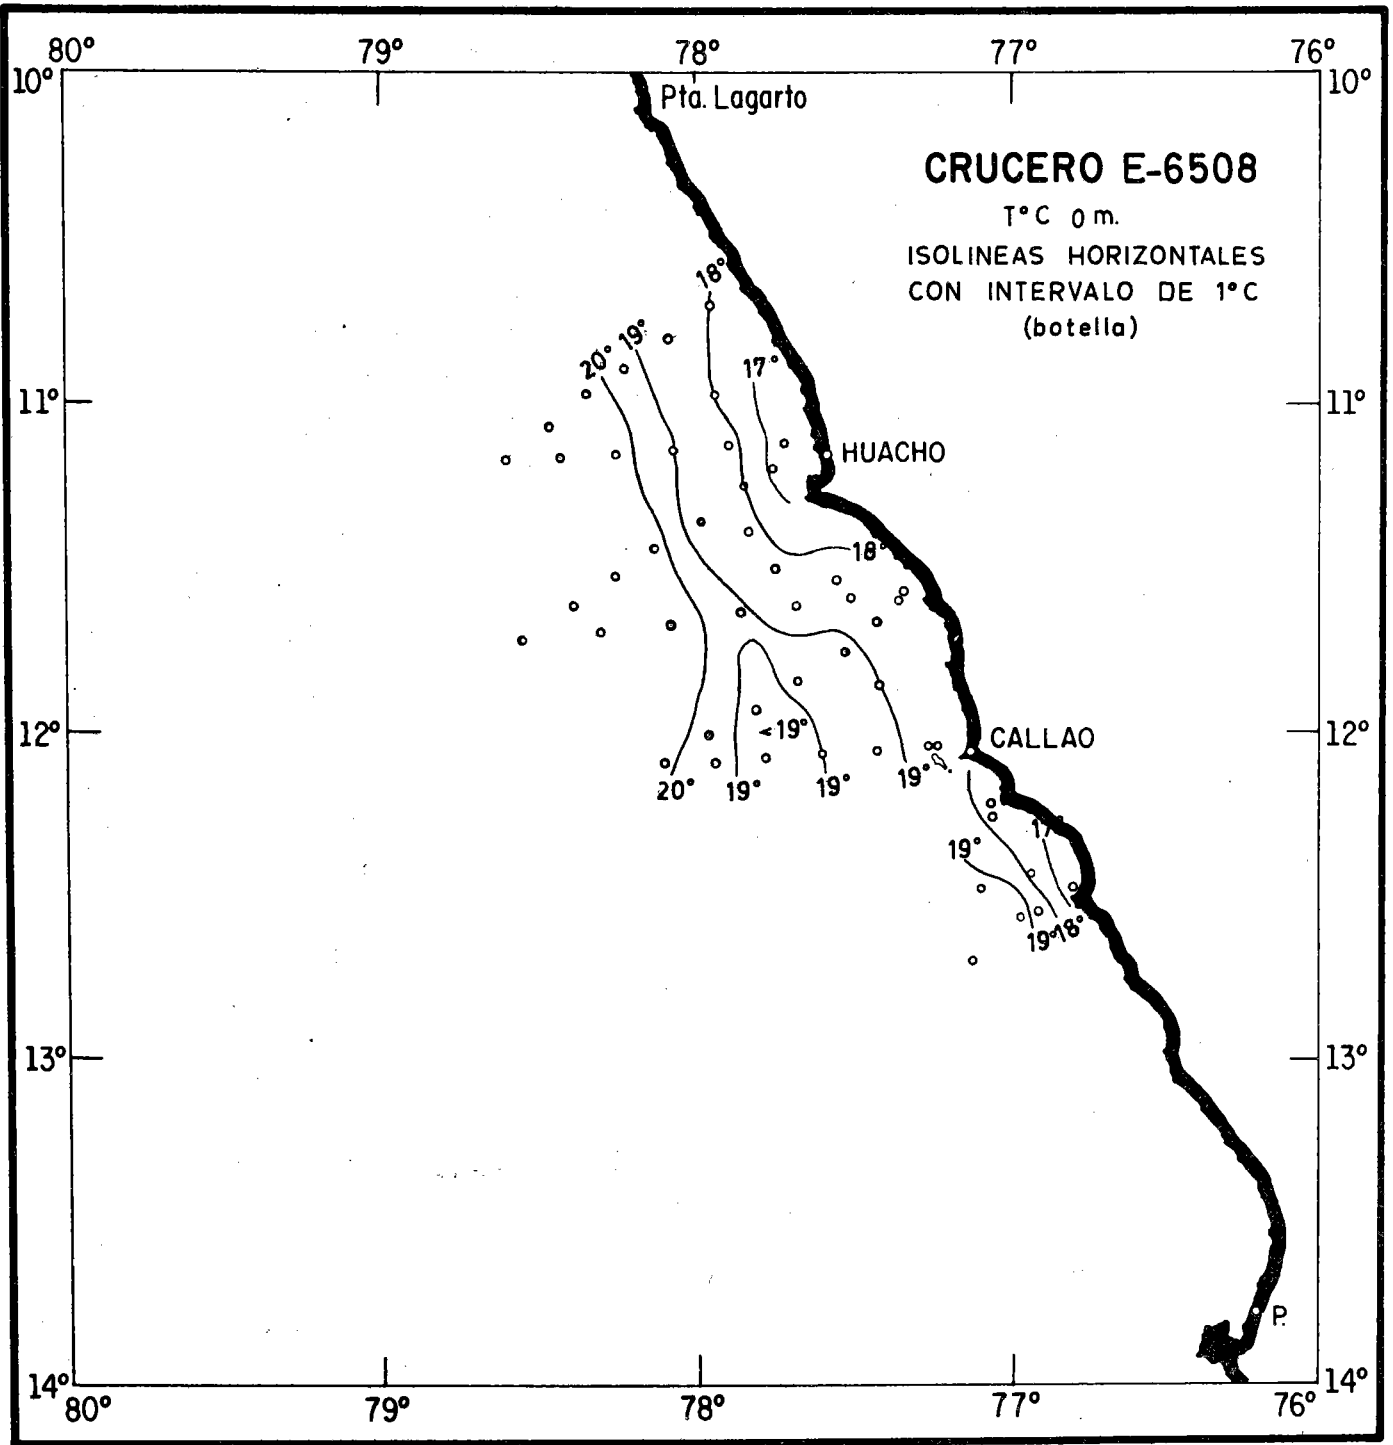 80° 79° 78° 77° 76°
10° 10°
Pta. Lagarto
CRUCERO E-6508
T°C 0 m.
ISOLINEAS HORIZONTALES
CON INTERVALO DE 1°C
(botella)
18°
20° 19°
17°
11° 11°
HUACHO
18°
12° 12°
<19°
CALLAO
20° 19° 19° 19°
17°
19°
19° 18°
13° 13°
P.
14° 14°
80° 79° 78° 77° 76°